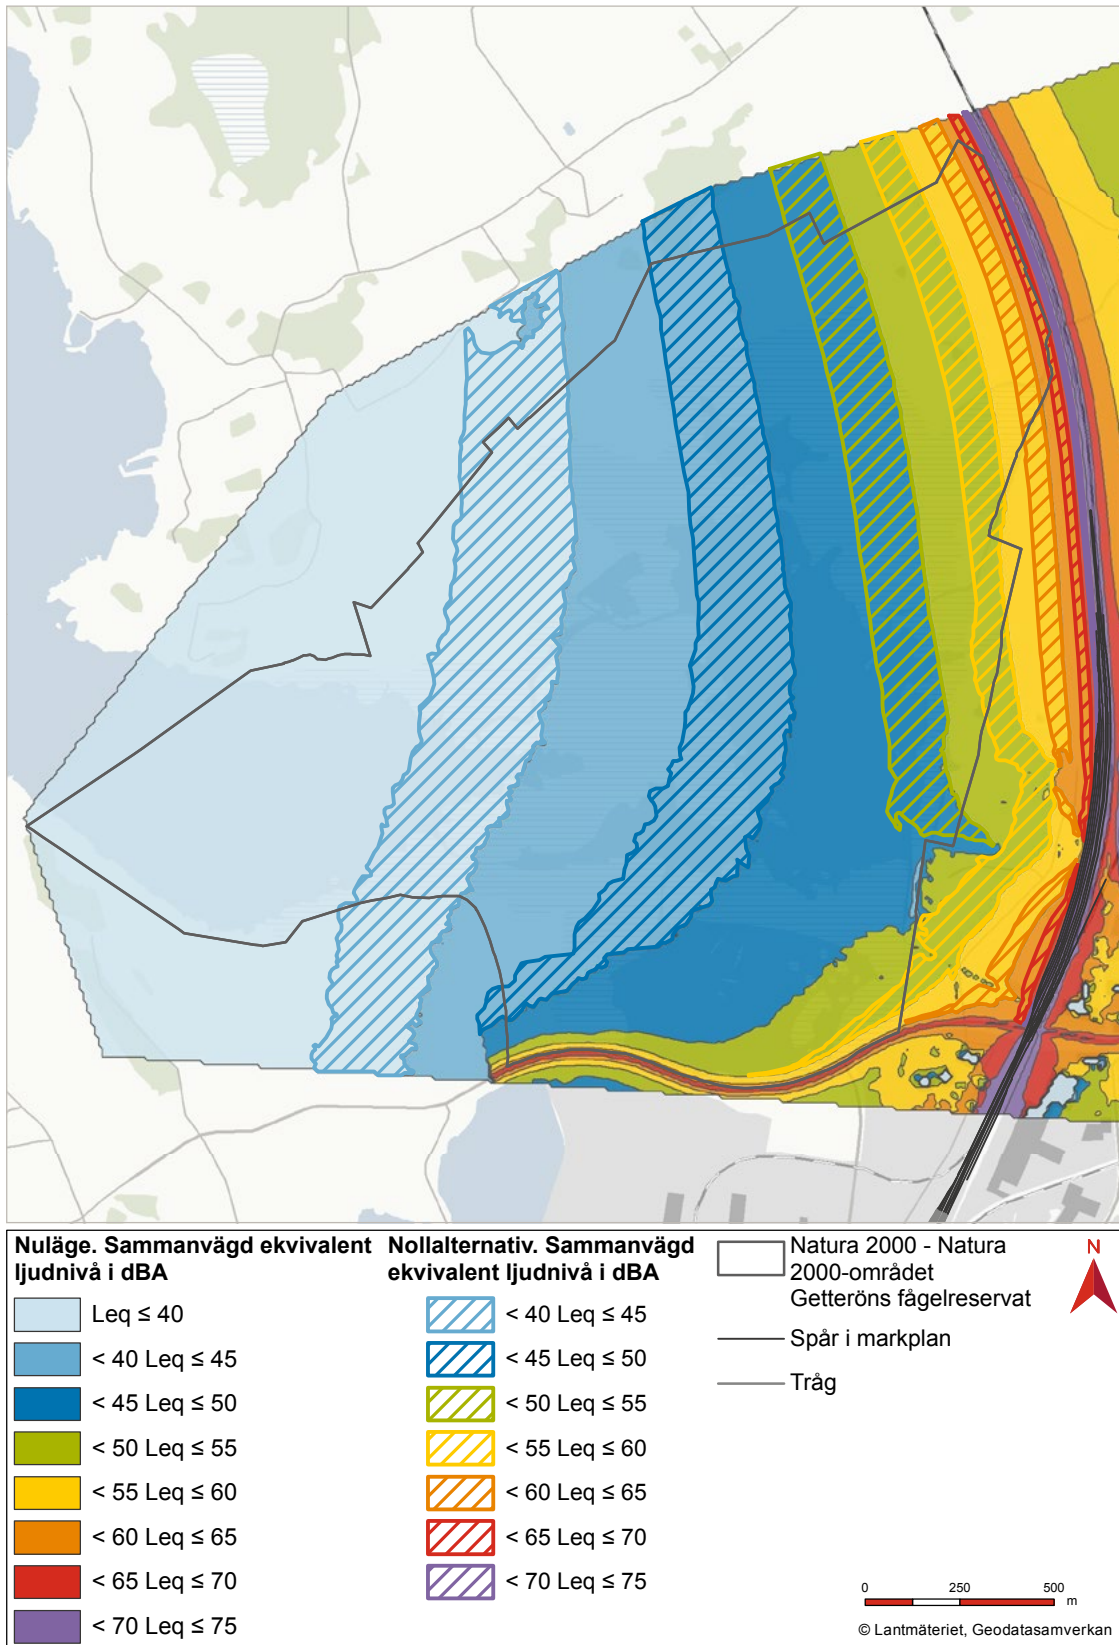 Nuläge. Sammanvägd ekvivalent
ljudnivå i dBA
Leq ≤ 40
< 40 Leq ≤ 45
< 45 Leq ≤ 50
< 50 Leq ≤ 55
< 55 Leq ≤ 60
< 60 Leq ≤ 65
< 65 Leq ≤ 70
< 70 Leq ≤ 75
Nollalternativ. Sammanvägd
ekvivalent ljudnivå i dBA
< 40 Leq ≤ 45
< 45 Leq ≤ 50
< 50 Leq ≤ 55
< 55 Leq ≤ 60
< 60 Leq ≤ 65
< 65 Leq ≤ 70
< 70 Leq ≤ 75
Natura 2000 - Natura
2000-området
Getteröns fågelreservat
Spår i markplan
Tråg
N
0 250 500
m
© Lantmäteriet, Geodatasamverkan